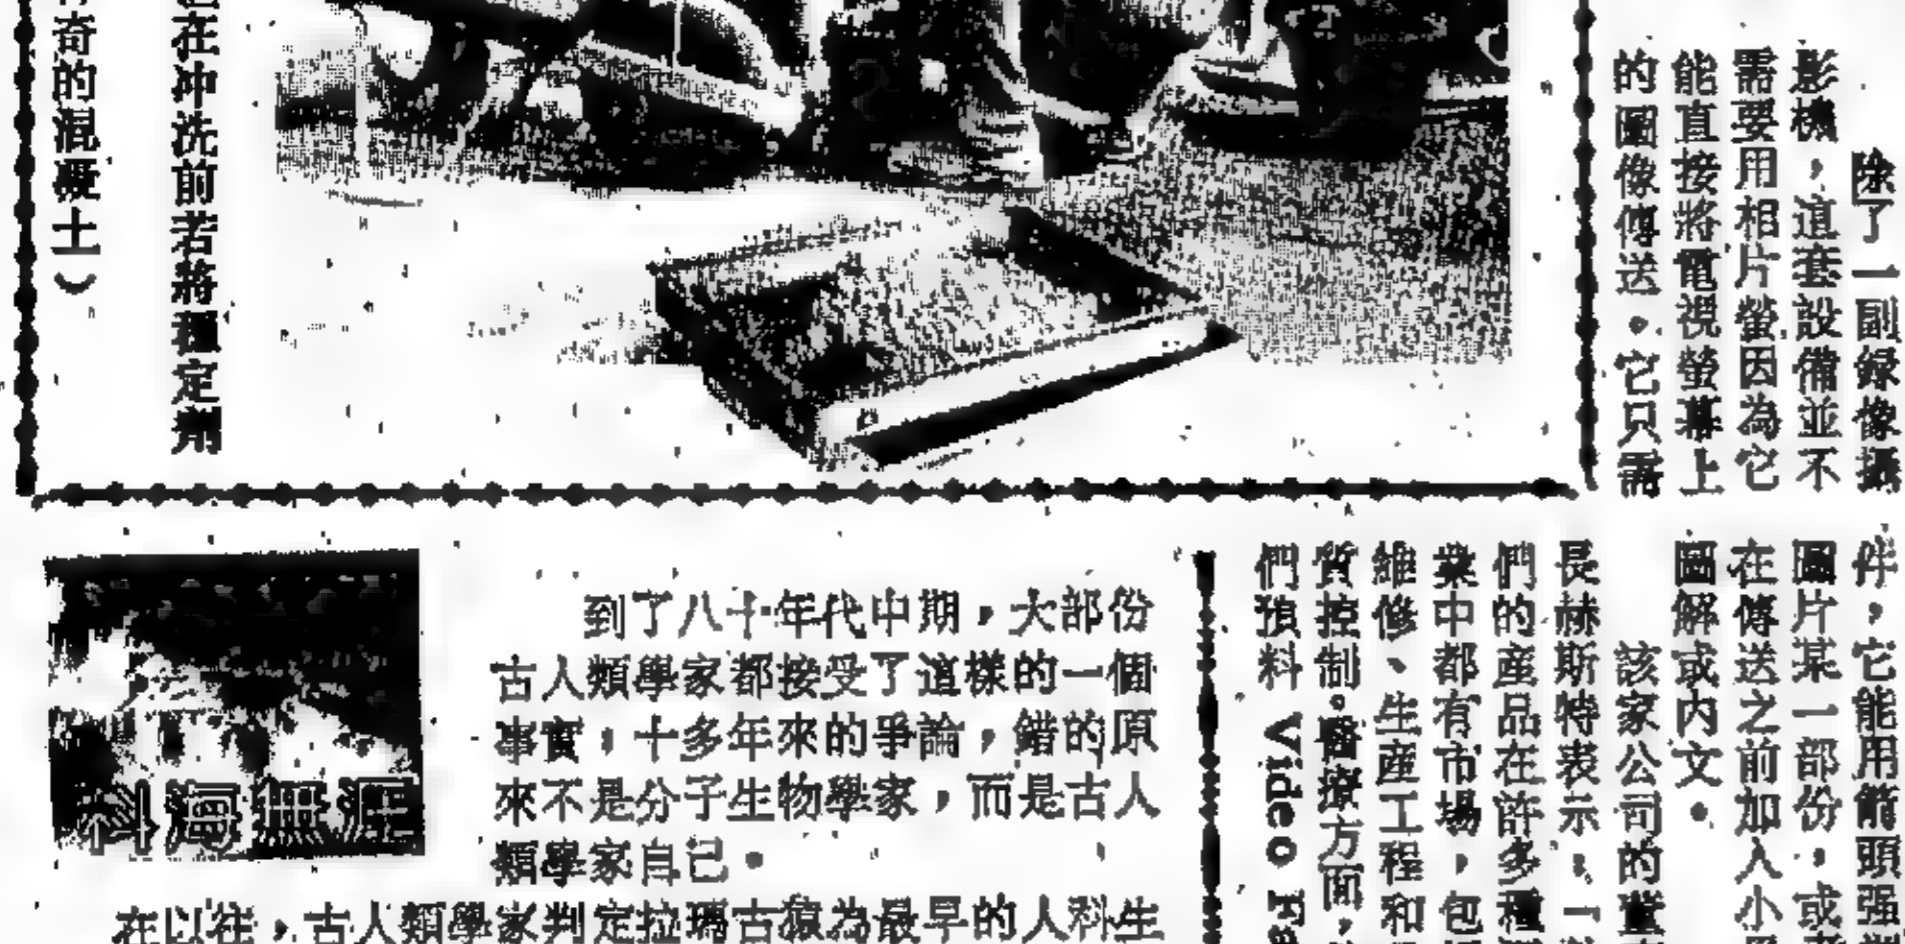 除了一副録像攝
影機，這套設備並不
需要用相片螢因為它
能直接將電視螢幕上
的圖像傳送。它只需
在冲洗前若將穩定劑
奇的混凝土）
件，它能用箭頭强
圖片某一部份，或
在傳送之前加入小
圖解或内文。
該家公司的董
長赫斯特表示，「
們的産品在許多種
業中都有市場，包
維修、生産工程和
質控制。醫療方面，
們預料 Video Fa
科海無涯
到了八十年代中期，大部份
古人類學家都接受了這樣的一個
事實，十多年來的爭論，錯的原
來不是分子生物學家，而是古人
類學家自己。
在以往，古人類學家判定拉瑪古猿為最早的人科生